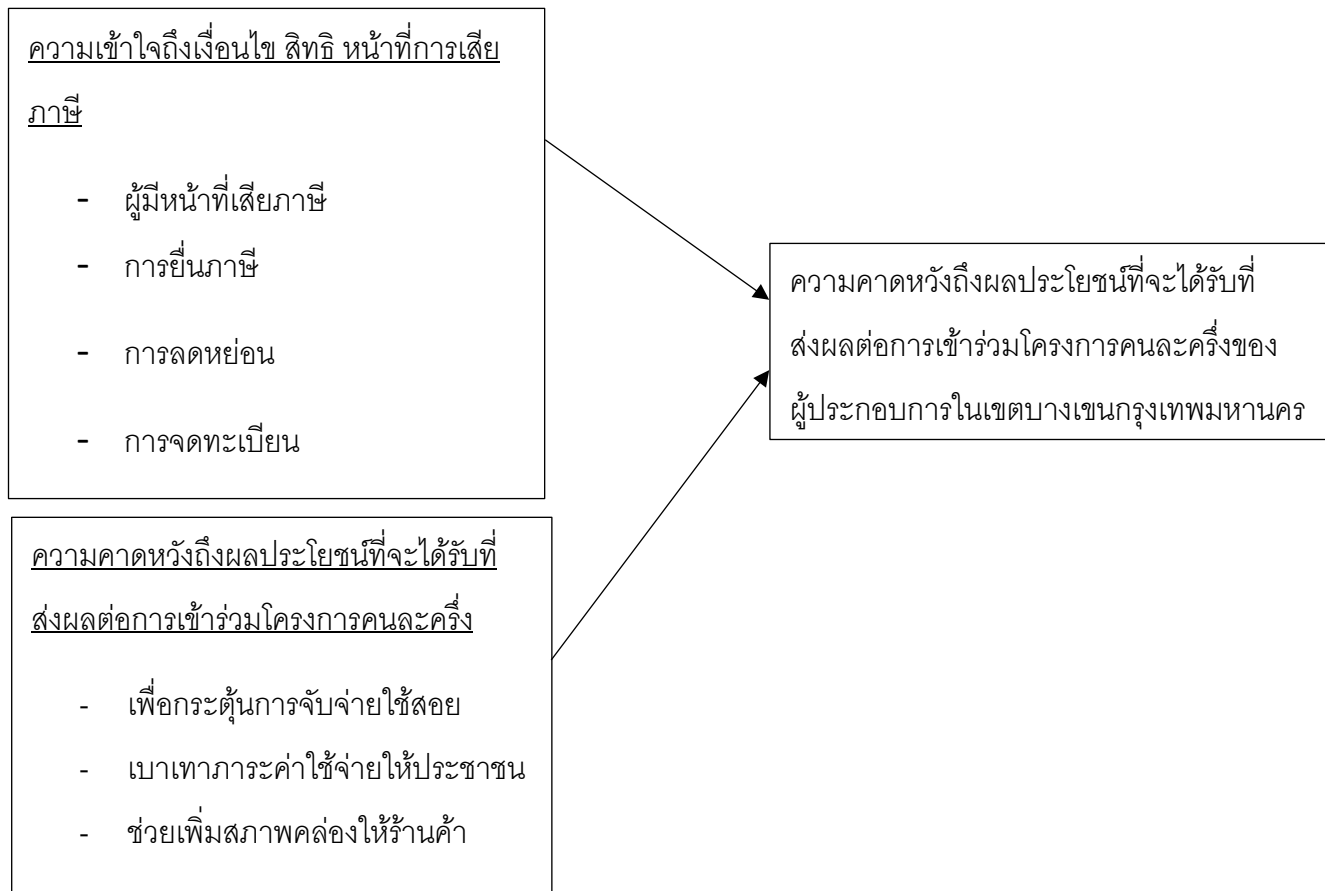 ความเข้าใจถึงเงื่อนไข สิทธิ หน้าที่การเสีย
ภาษี
- ผู้มีหน้าที่เสียภาษี
- การยื่นภาษี
- การลดหย่อน
- การจดทะเบียน
ความคาดหวังถึงผลประโยชน์ที่จะได้รับที่
ส่งผลต่อการเข้าร่วมโครงการคนละครึ่งของ
ผู้ประกอบการในเขตบางเขนกรุงเทพมหานคร
ความคาดหวังถึงผลประโยชน์ที่จะได้รับที่
ส่งผลต่อการเข้าร่วมโครงการคนละครึ่ง
- เพื่อกระตุ้นการจับจ่ายใช้สอย
- เบาเทาภาระค่าใช้จ่ายให้ประชาชน
- ช่วยเพิ่มสภาพคล่องให้ร้านค้า